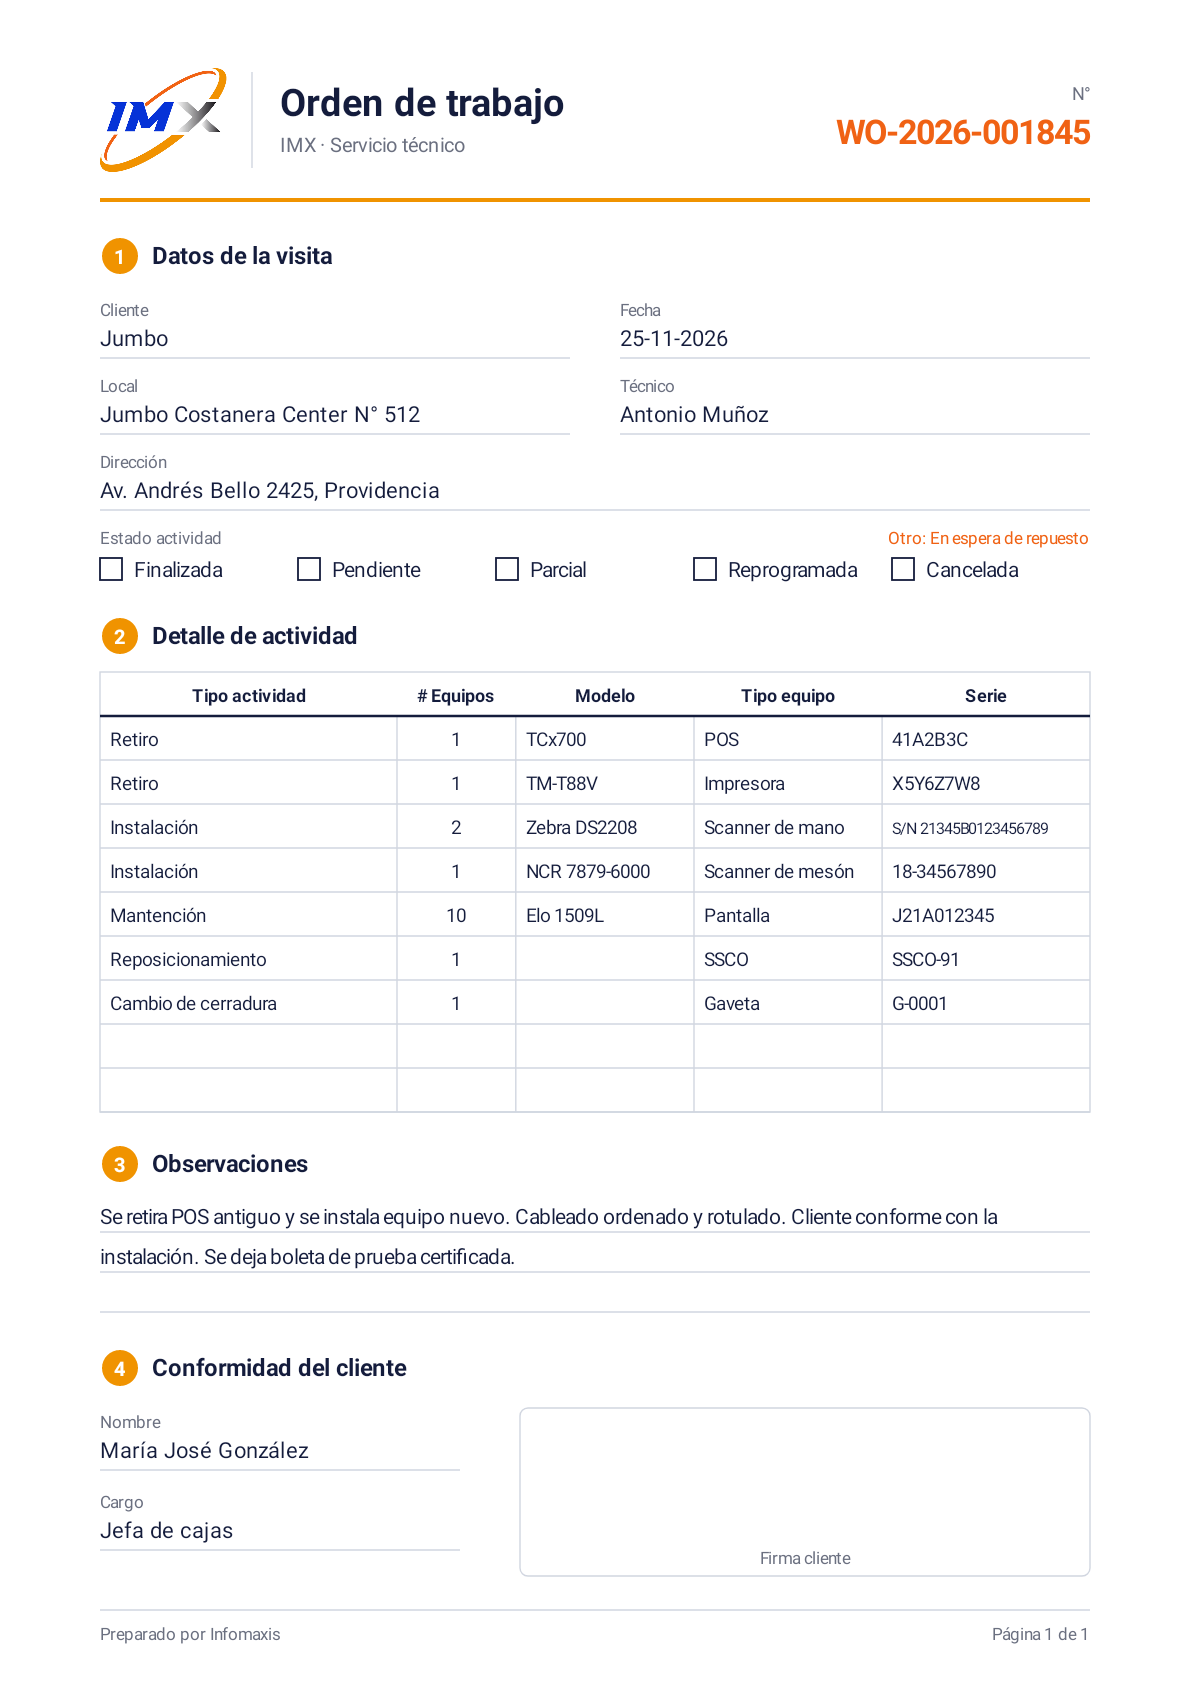 IMX
Orden de trabajo
IMX · Servicio técnico
N°
WO-2026-001845
1 Datos de la visita
Cliente Fecha
Jumbo 25-11-2026
Local Técnico
Jumbo Costanera Center N° 512 Antonio Muñoz
Dirección
Av. Andrés Bello 2425, Providencia
Estado actividad Otro: En espera de repuesto
Finalizada Pendiente Parcial Reprogramada Cancelada
2 Detalle de actividad
Tipo actividad # Equipos Modelo Tipo equipo Serie
Retiro 1 TCx700 POS 41A2B3C
Retiro 1 TM-T88V Impresora X5Y6Z7W8
Instalación 2 Zebra DS2208 Scanner de mano S/N 21345B0123456789
Instalación 1 NCR 7879-6000 Scanner de mesón 18-34567890
Mantención 10 Elo 1509L Pantalla J21A012345
Reposicionamiento 1 SSCO SSCO-91
Cambio de cerradura 1 Gaveta G-0001
3 Observaciones
Se retira POS antiguo y se instala equipo nuevo. Cableado ordenado y rotulado. Cliente conforme con la
instalación. Se deja boleta de prueba certificada.
4 Conformidad del cliente
Nombre
María José González
Cargo
Jefa de cajas
Firma cliente
Preparado por Infomaxis Página 1 de 1